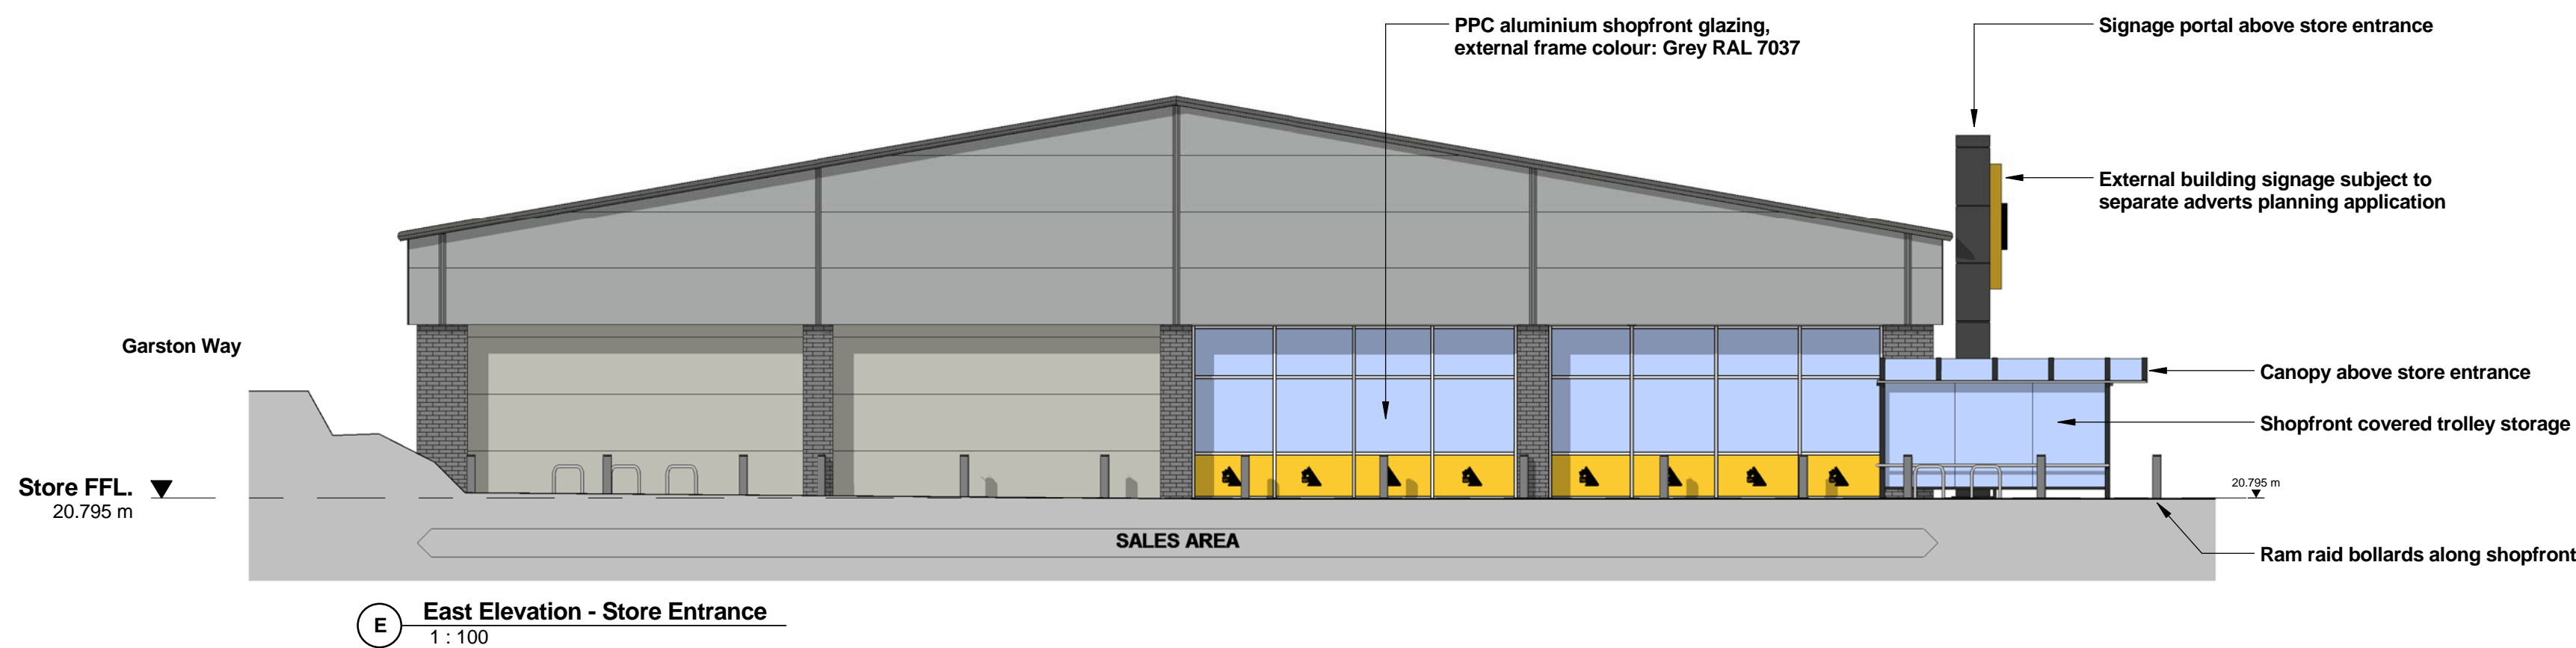 PPC aluminium shopfront glazing,
external frame colour: Grey RAL 7037
Signage portal above store entrance
External building signage subject to
separate adverts planning application
Garston Way
Canopy above store entrance
Shopfront covered trolley storage
Store FFL.
20.795 m
20.795 m
SALES AREA
Ram raid bollards along shopfront
E
East Elevation - Store Entrance
1 : 100